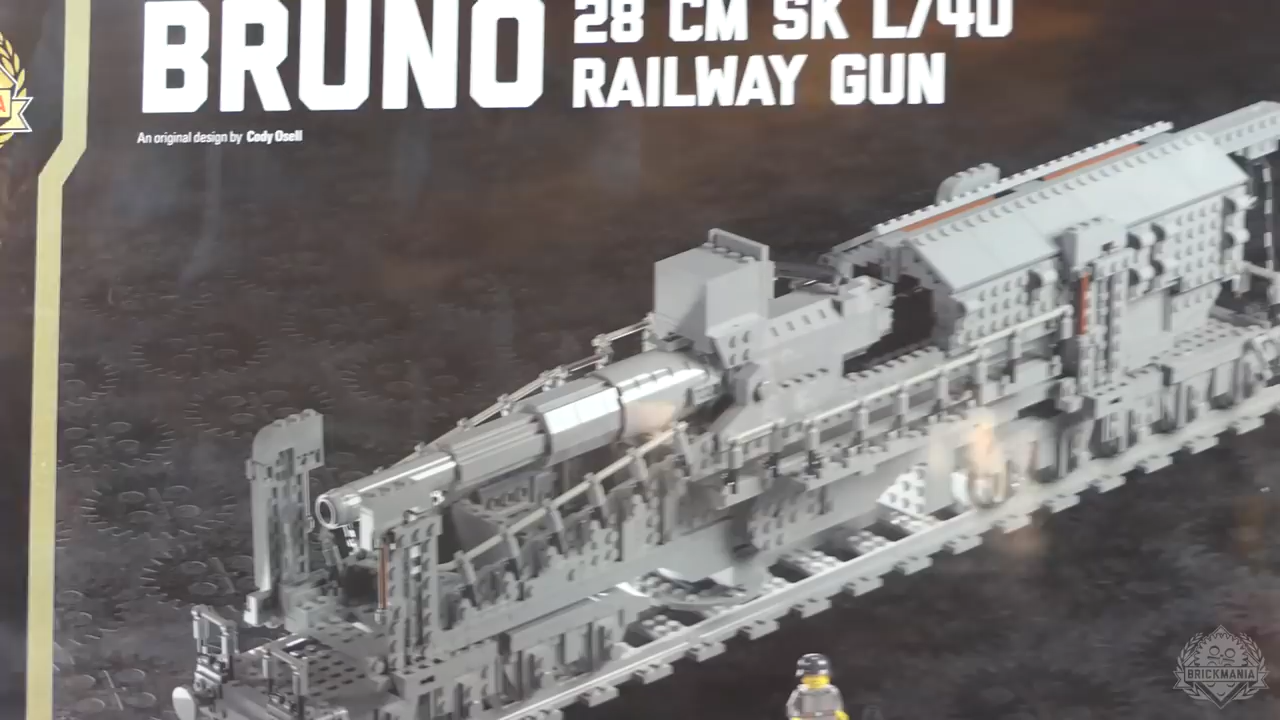 BRUNO
28 CM SK L/40
RAILWAY GUN
An original design by Cody Osell
BRICKMANIA